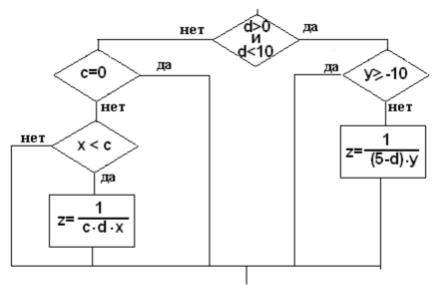 нет
d>0
и
d<10
да
c=0
да
да
y≥-10
нет
нет
нет
x < c
да
z= 1
(5-d)·y
z= 1
c·d·x